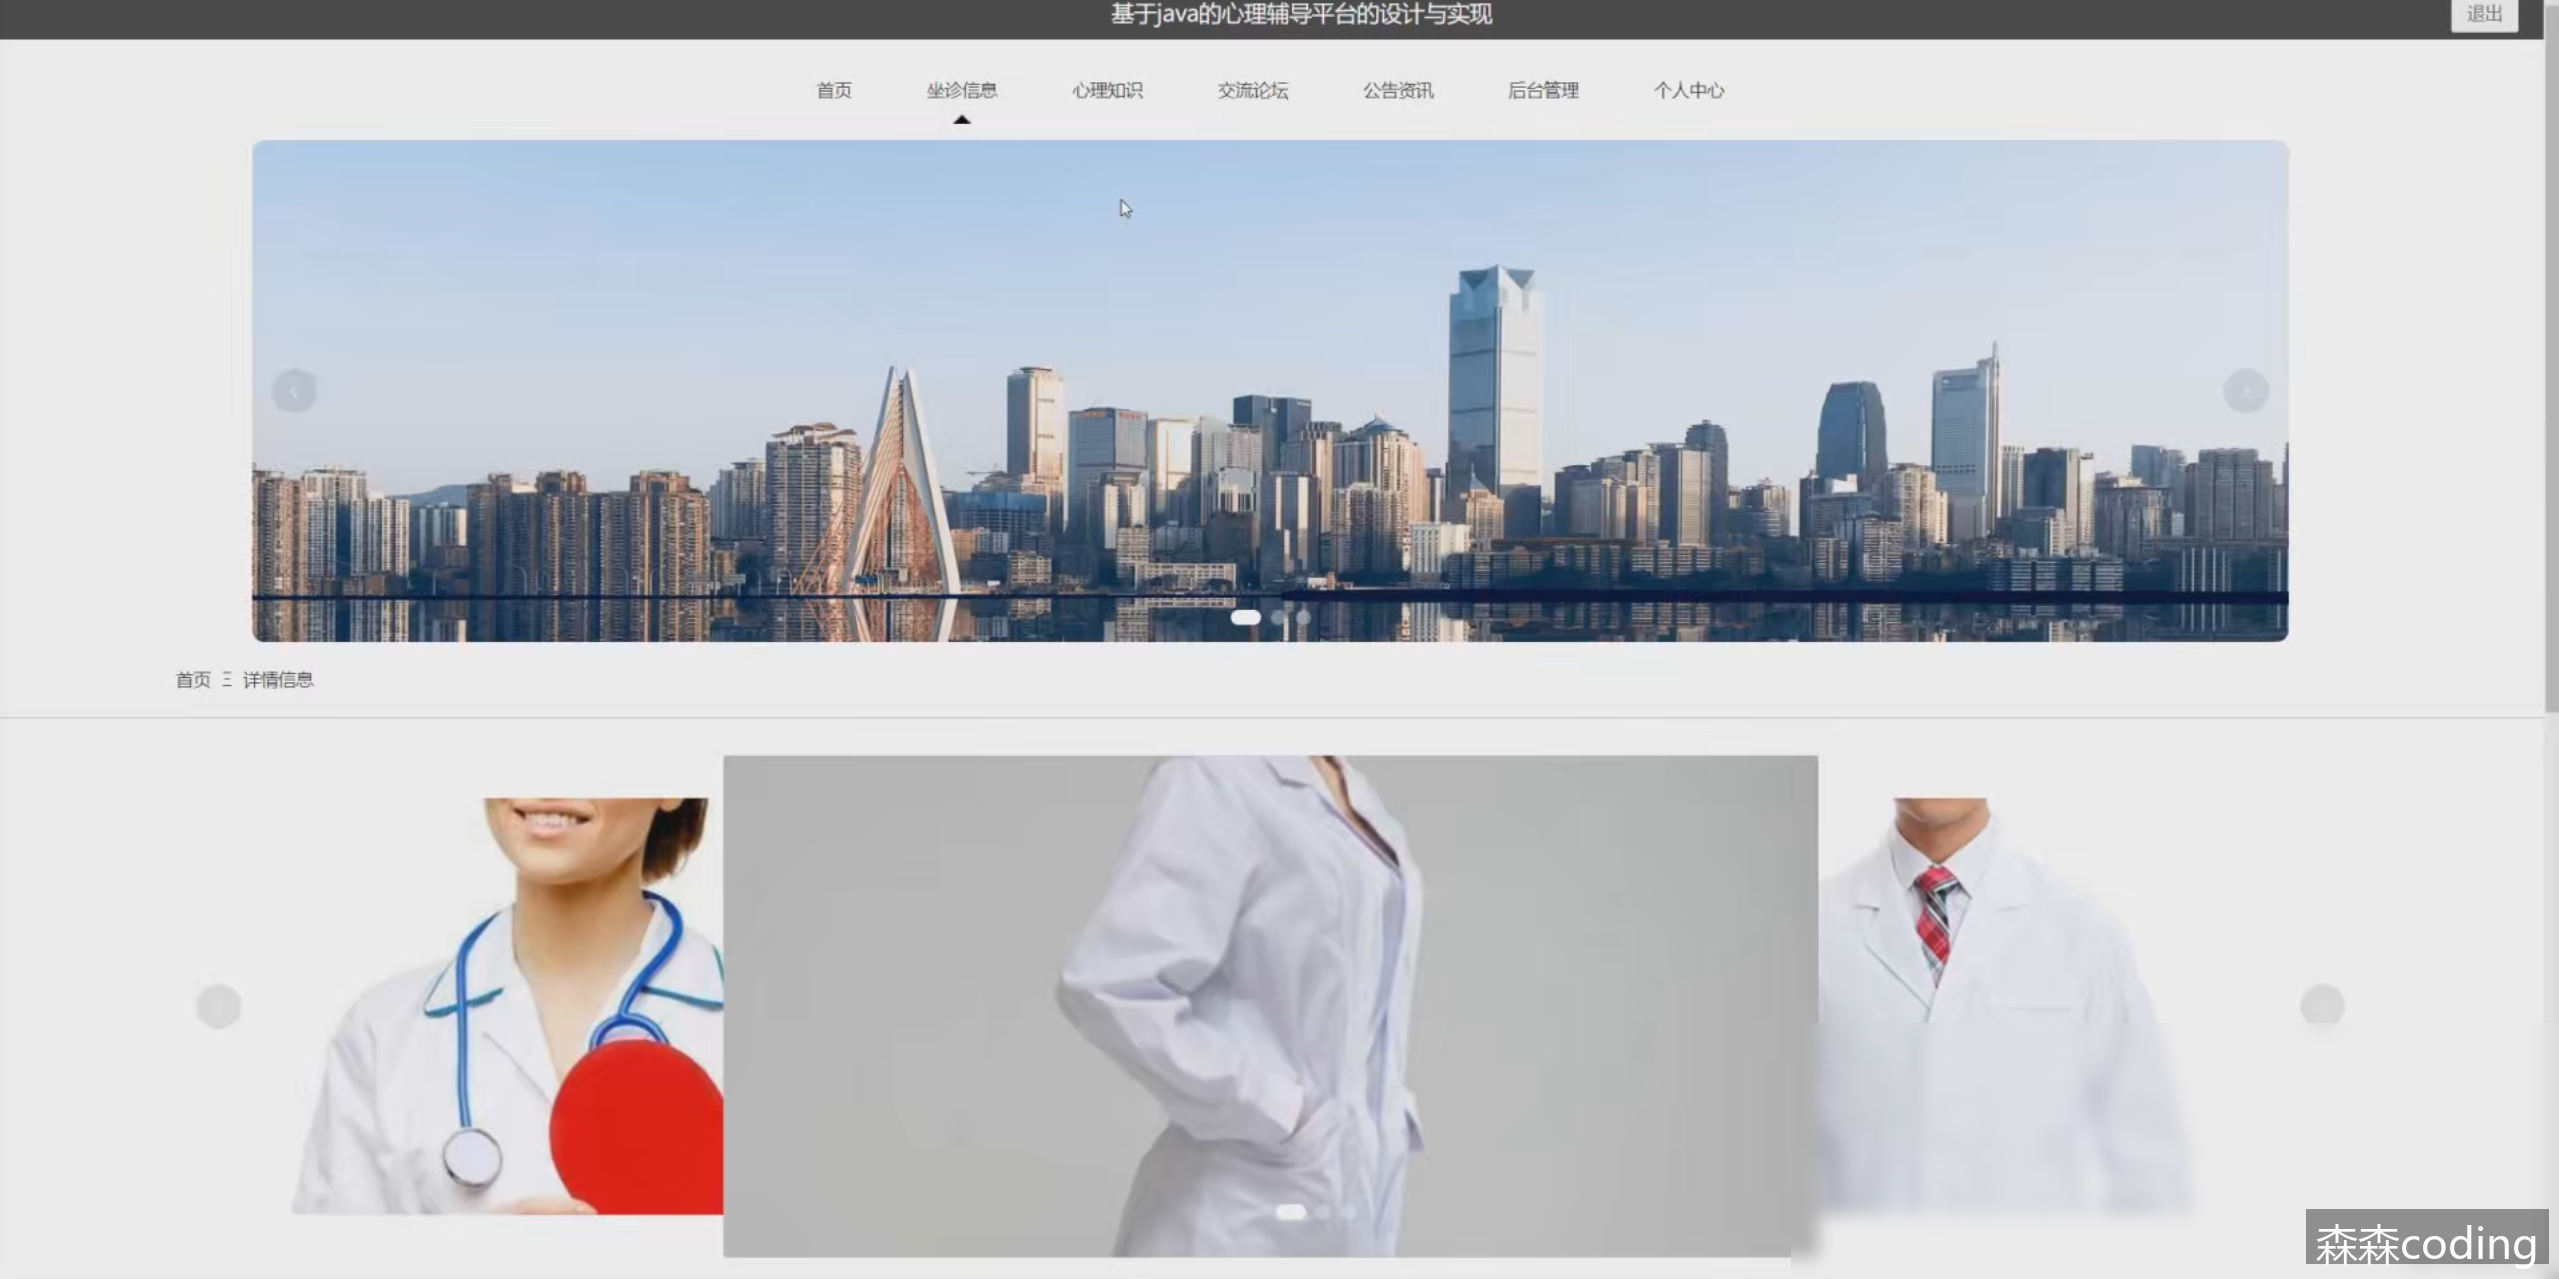 基于java的心理辅导平台的设计与实现
退出
首页 坐诊信息 心理知识 交流论坛 公告资讯 后台管理 个人中心
首页 Ξ 详情信息
森森coding